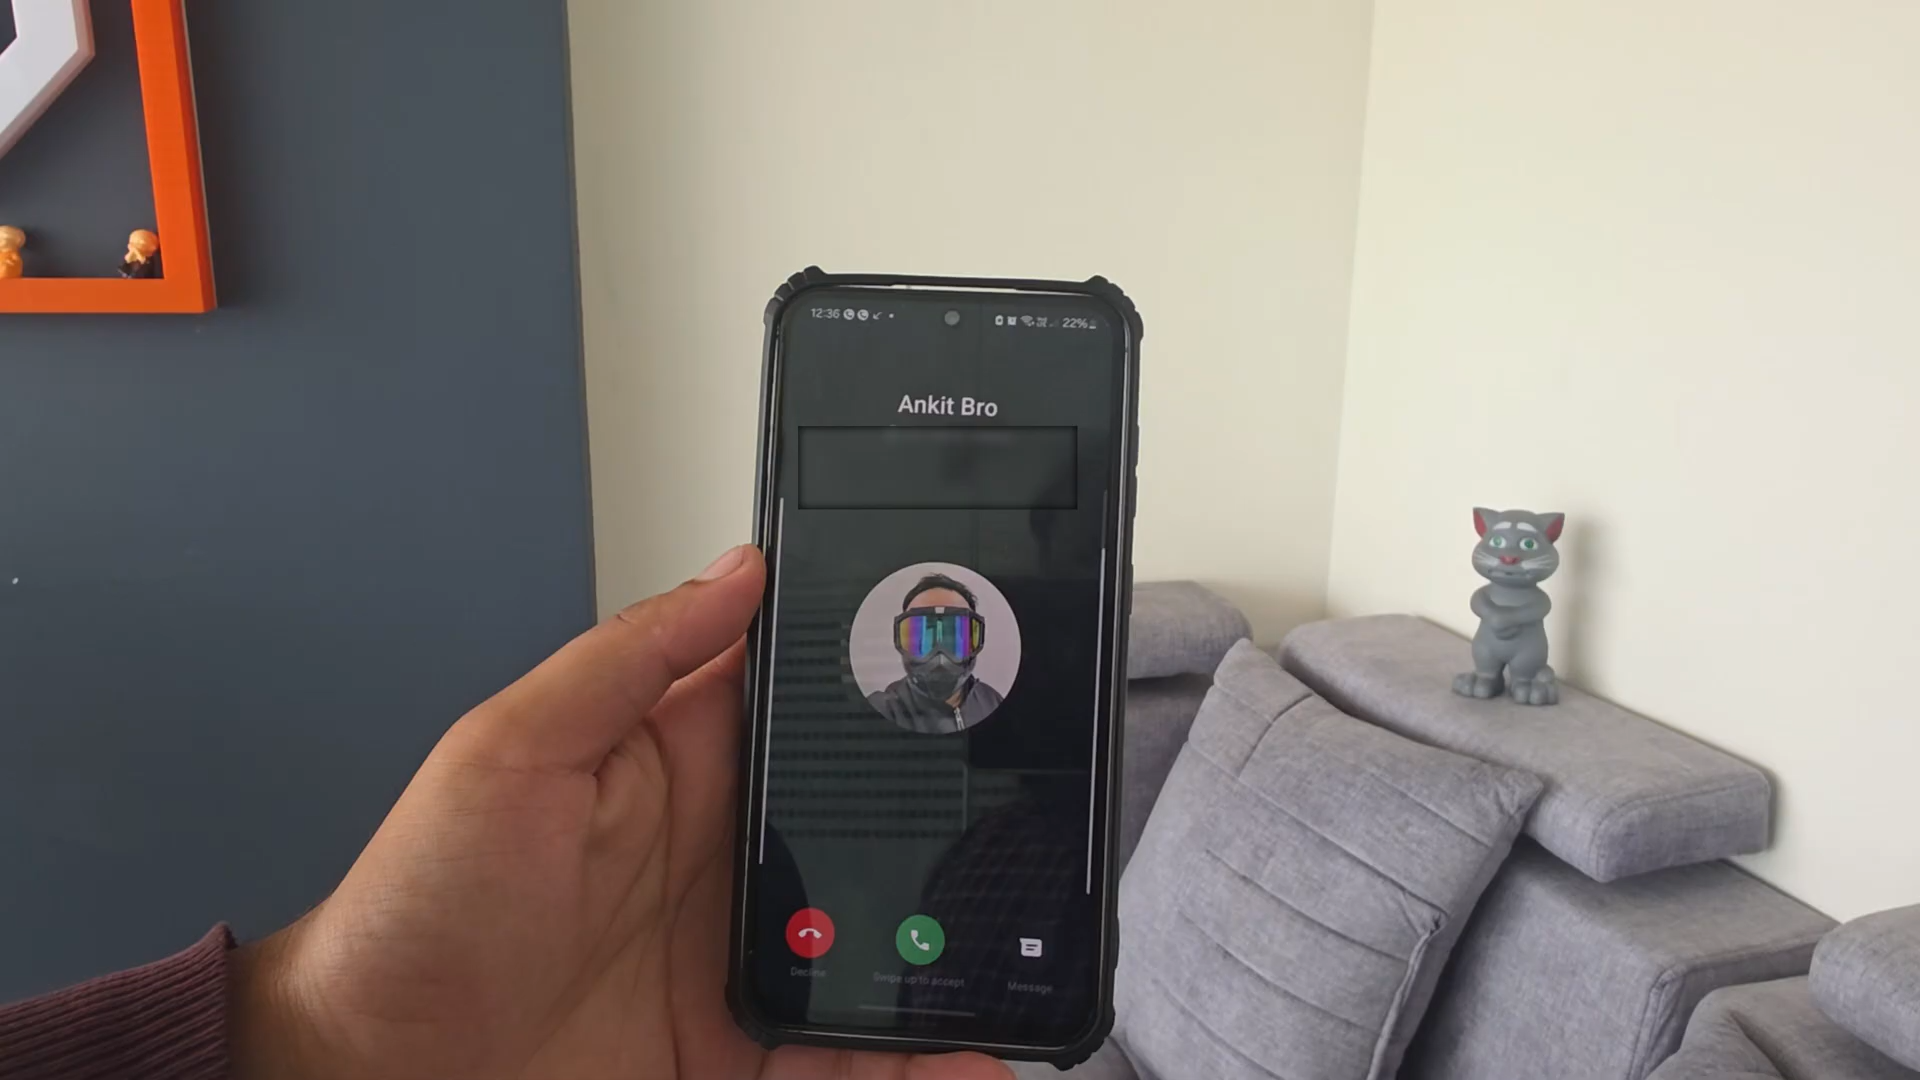 12:36
22%
Ankit Bro
Decline
Swipe up to accept
Message